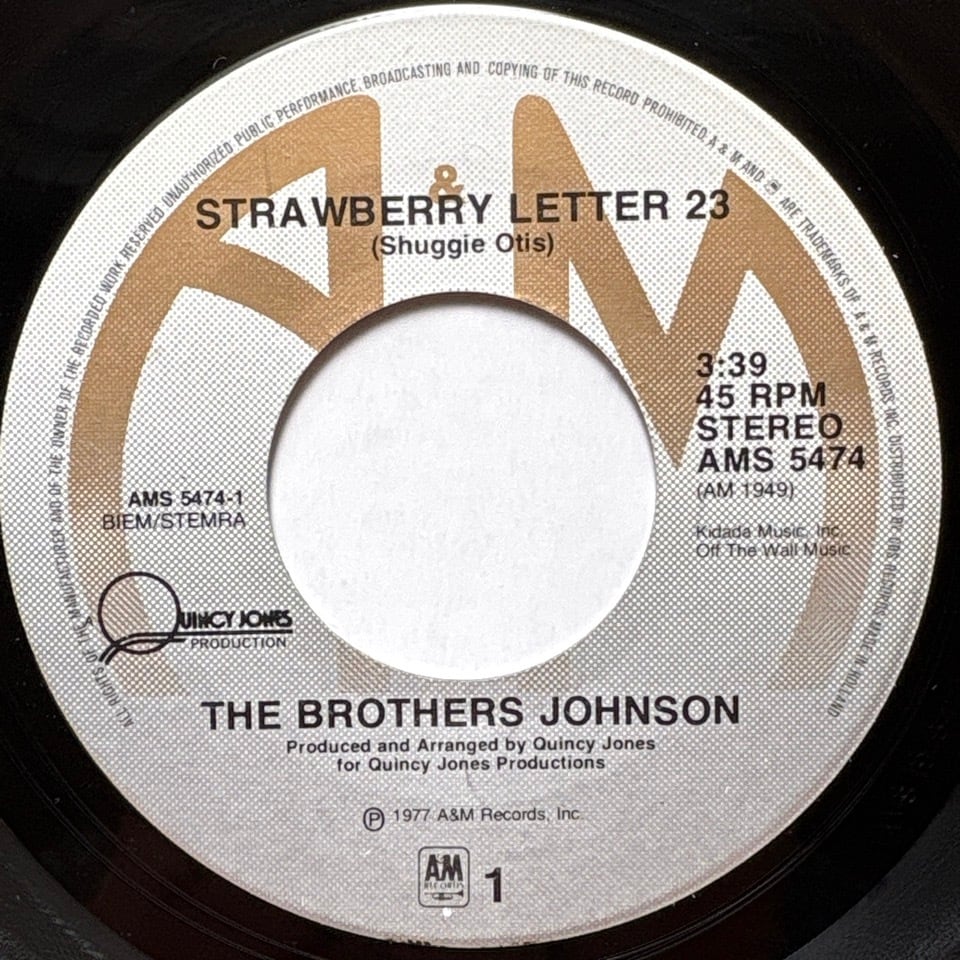 ALL RIGHTS OF THE MANUFACTURER AND OF THE OWNER OF THE RECORDED WORK RESERVED UNAUTHORIZED PUBLIC PERFORMANCE, BROADCASTING AND COPYING OF THIS RECORD PROHIBITED. A & M AND ARE TRADEMARKS OF A & M RECORDS INC. DISTRIBUTED BY CBS RECORDS MADE IN HOLLAND
A&M
STRAWBERRY LETTER 23
(Shuggie Otis)
3:39
45 RPM
STEREO
AMS 5474
(AM 1949)
Kidada Music, Inc.
Off The Wall Music
AMS 5474-1
BIEM/STEMRA
QUINCY JONES
PRODUCTION
THE BROTHERS JOHNSON
Produced and Arranged by Quincy Jones
for Quincy Jones Productions
℗ 1977 A&M Records, Inc.
A&M
RECORDS
1